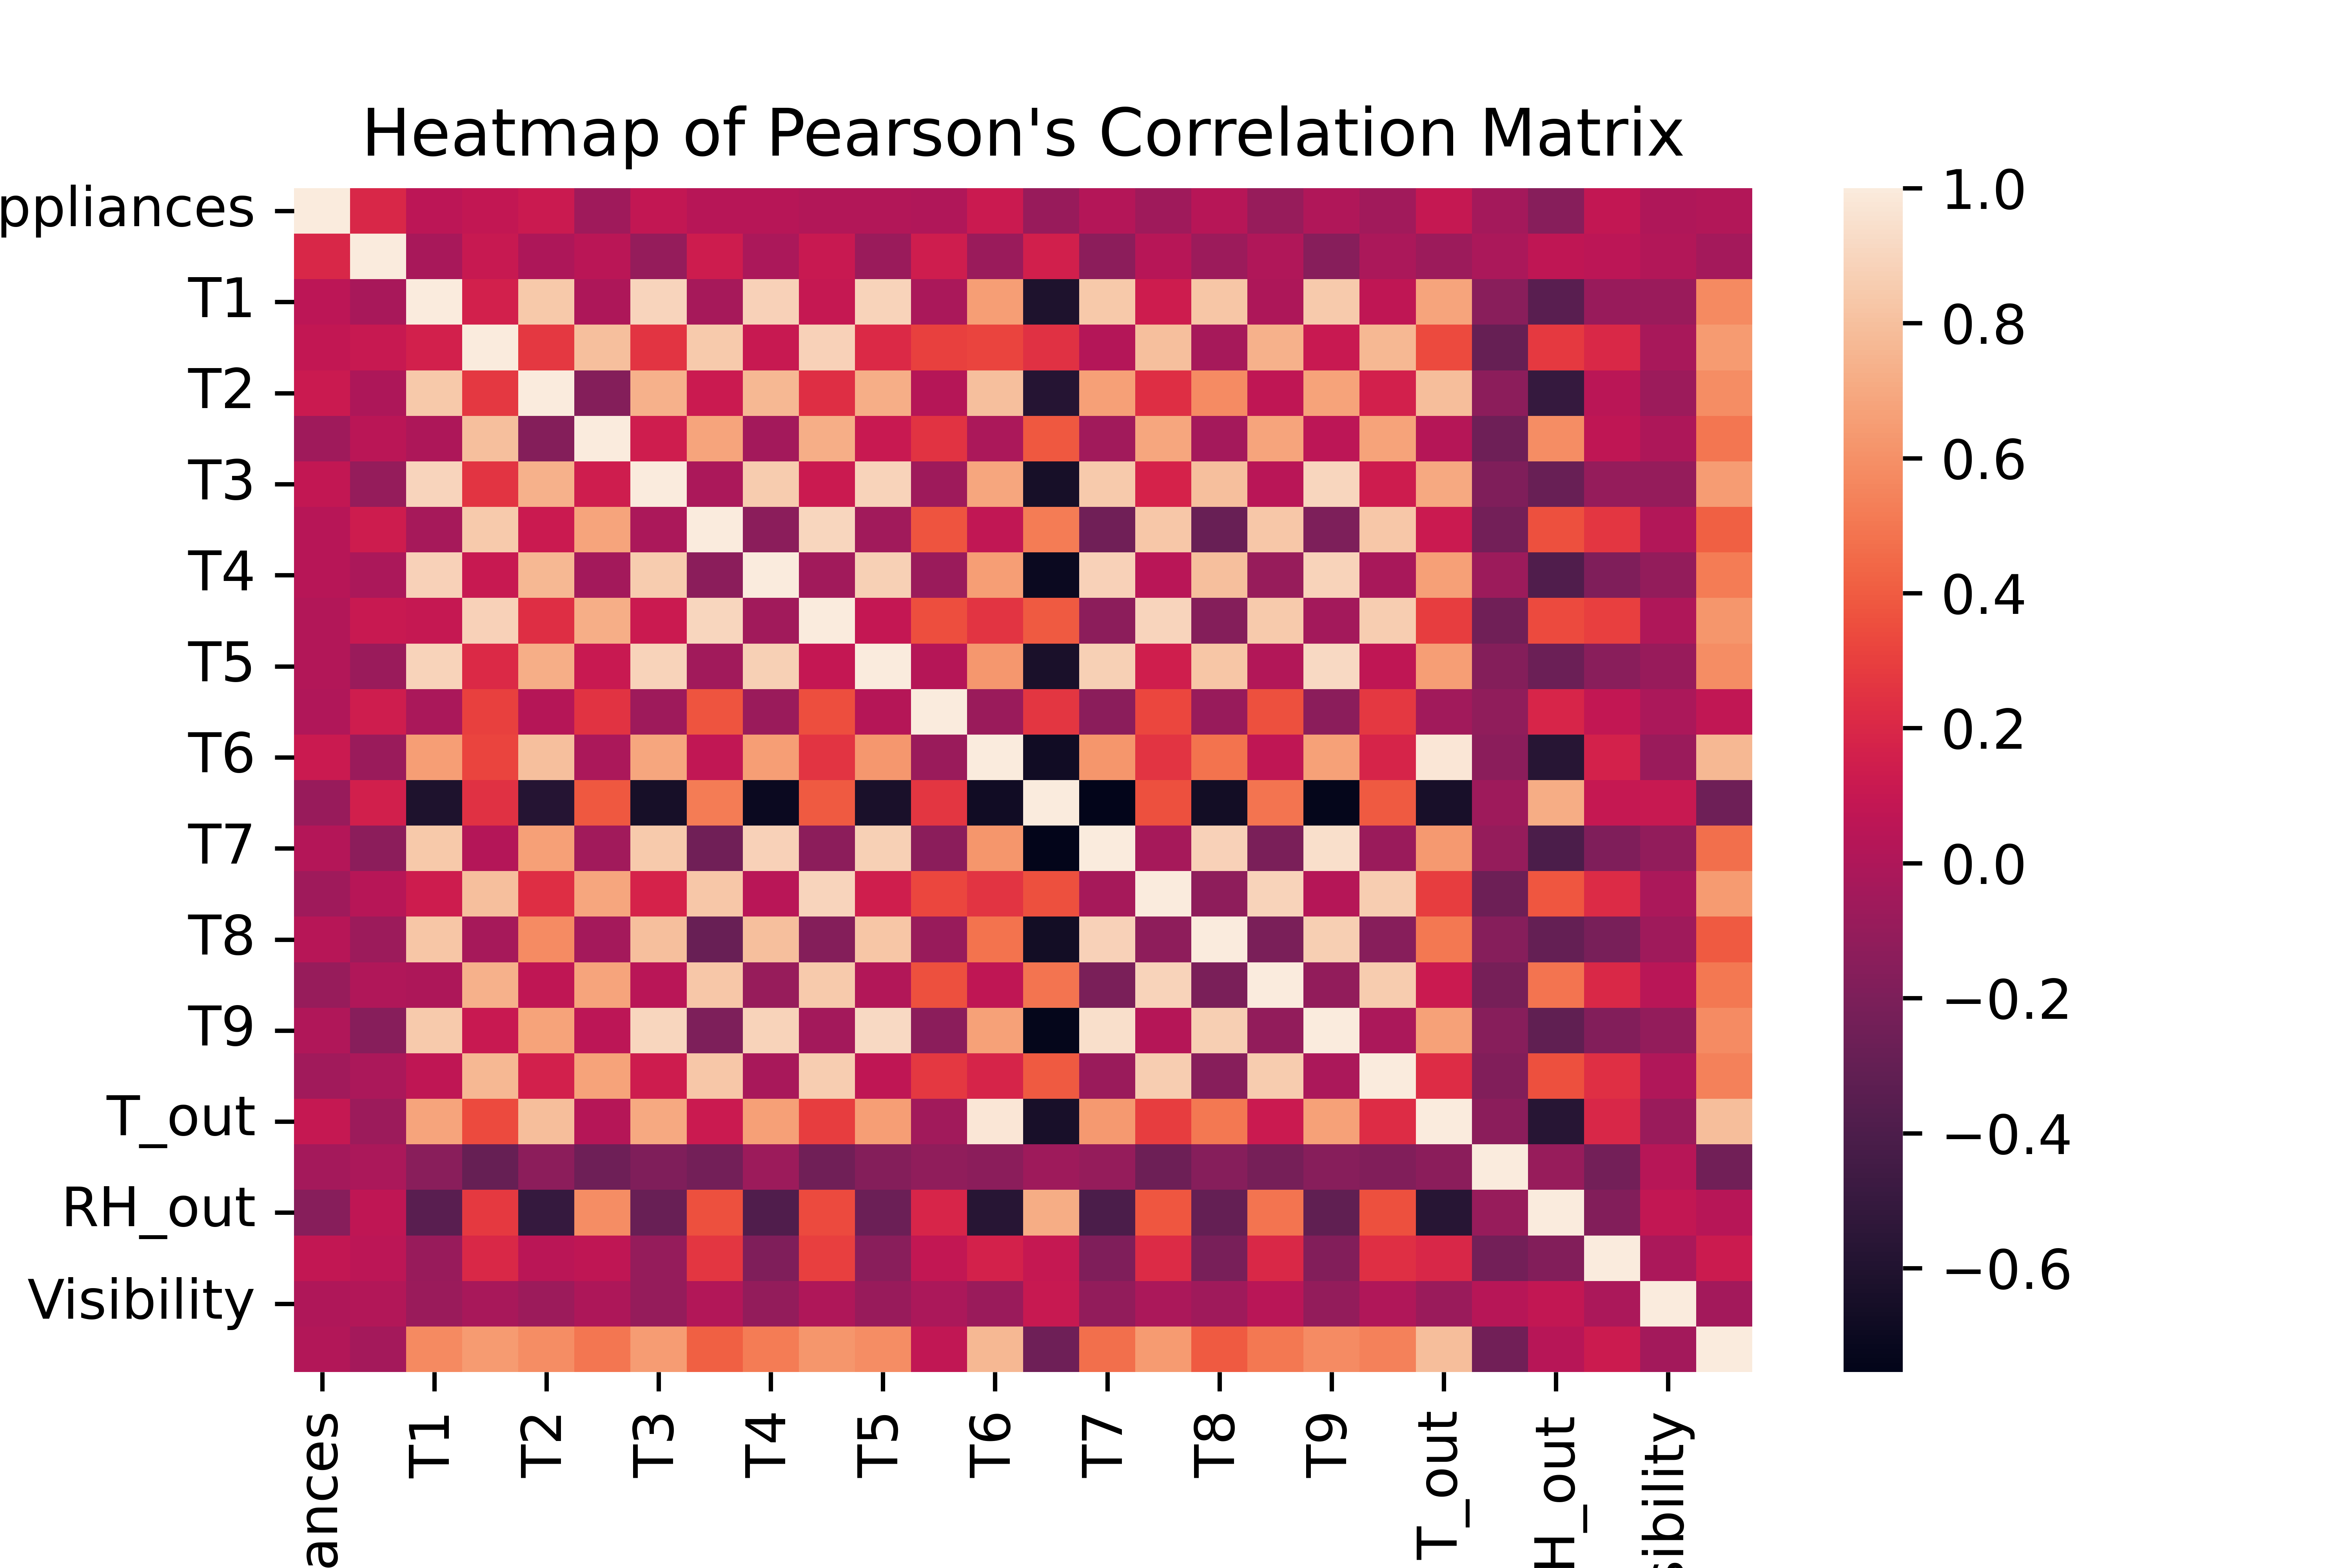 Heatmap of Pearson's Correlation Matrix
ppliances
T1
T2
T3
T4
T5
T6
T7
T8
T9
T_out
RH_out
Visibility
ances
T1
T2
T3
T4
T5
T6
T7
T8
T9
T_out
H_out
sibility
1.0
0.8
0.6
0.4
0.2
0.0
−0.2
−0.4
−0.6